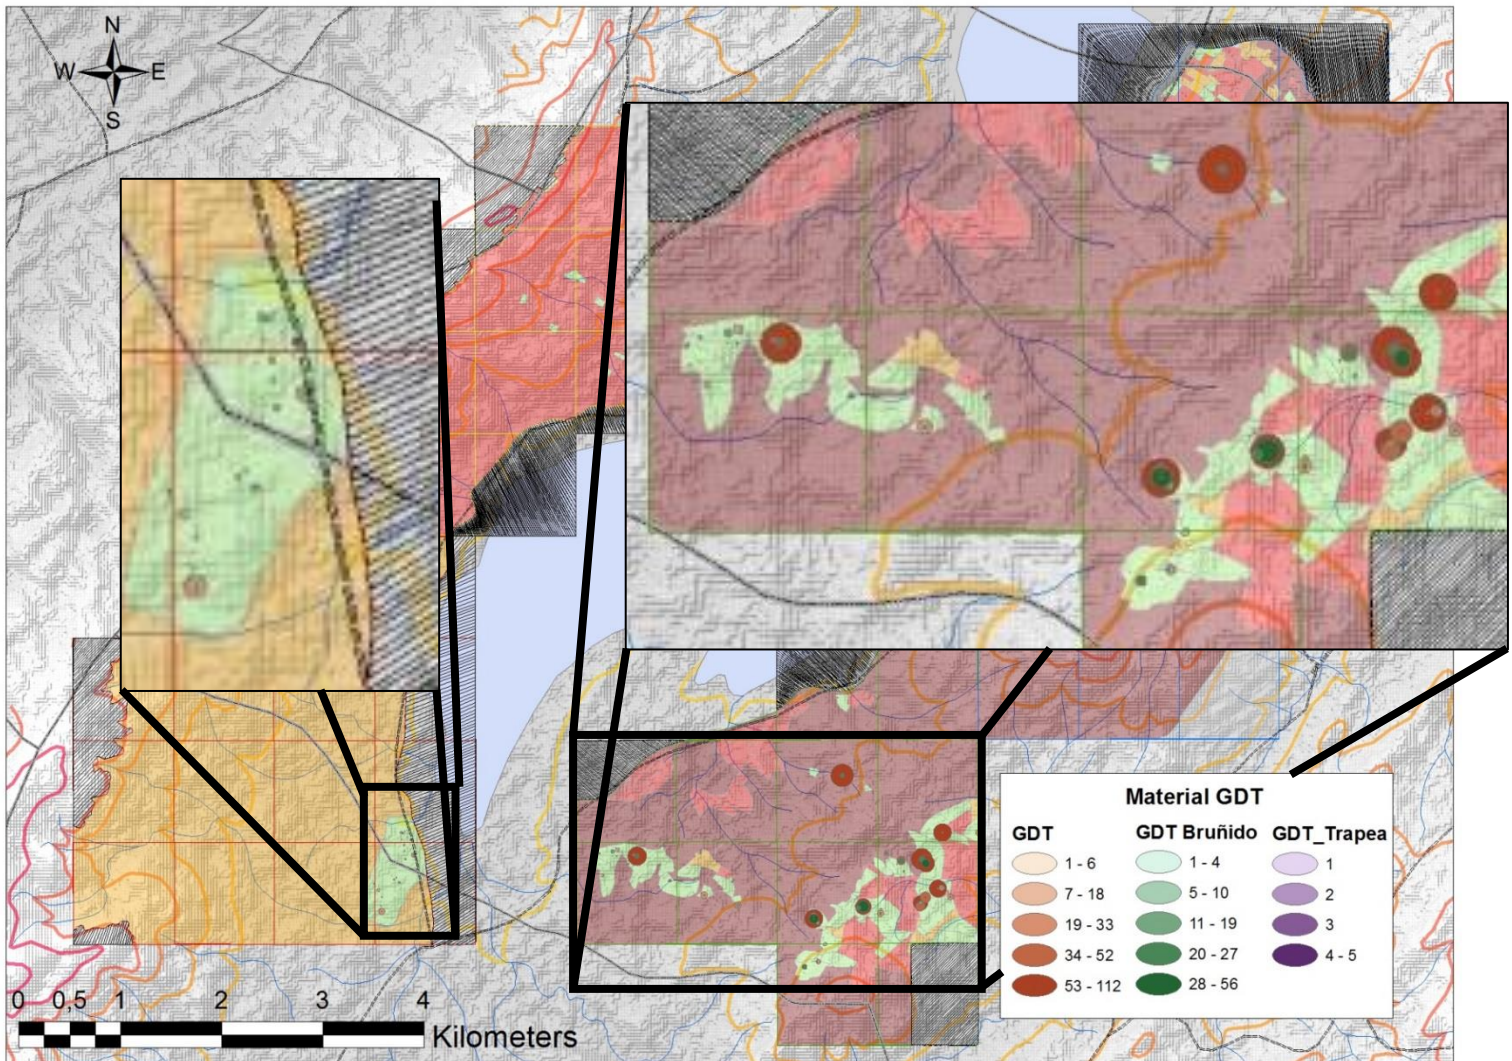 N
W E
S
Material GDT
GDT GDT Bruñido GDT_Trapea
1 - 6 1 - 4 1
7 - 18 5 - 10 2
19 - 33 11 - 19 3
34 - 52 20 - 27 4 - 5
53 - 112 28 - 56
0 0,5 1 2 3 4
Kilometers